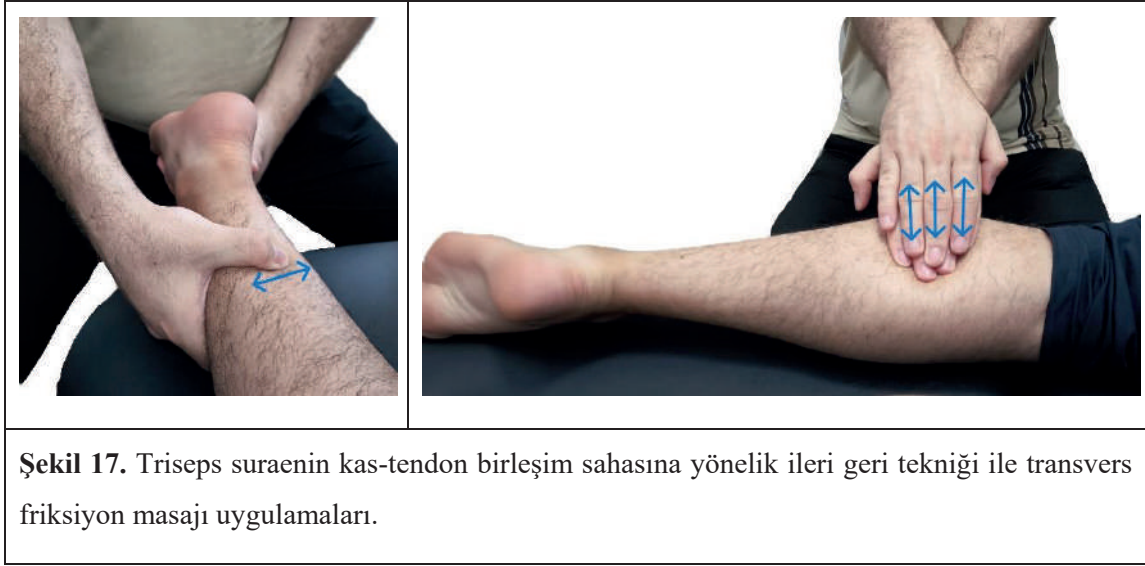 Şekil 17. Triseps suraenin kas-tendon birleşim sahasına yönelik ileri geri tekniği ile transvers
friksiyon masajı uygulamaları.